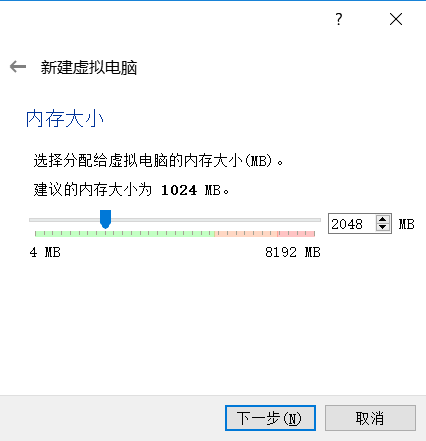 ?
新建虚拟电脑
内存大小
选择分配给虚拟电脑的内存大小(MB)。
建议的内存大小为 1024 MB。
2048 MB
4 MB 8192 MB
下一步(N) 取消